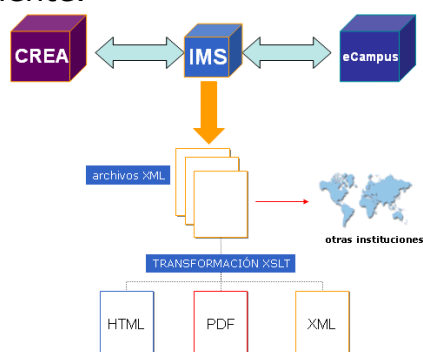 CREA
IMS
eCampus
archivos XML
otras instituciones
TRANSFORMACIÓN XSLT
HTML
PDF
XML